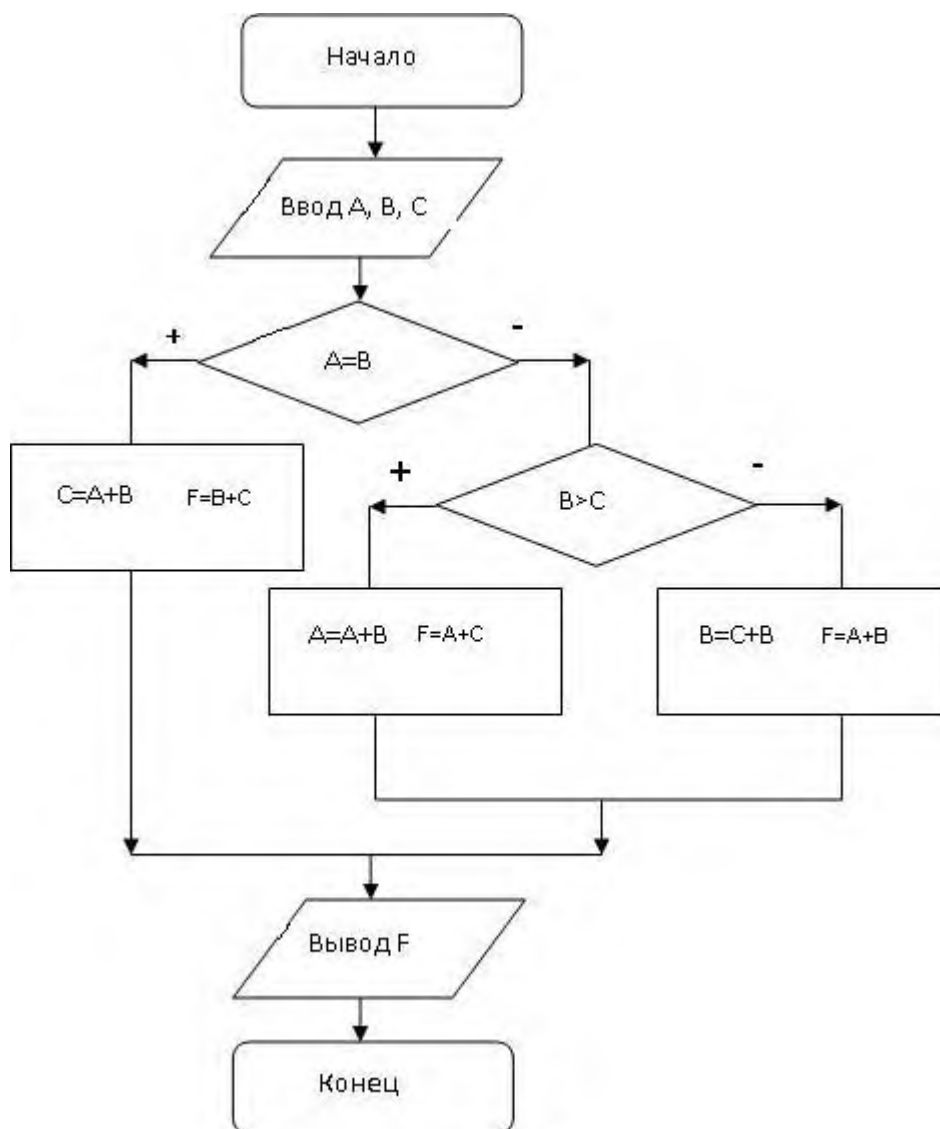 Начало
Ввод A, B, C
+
-
A=B
+
-
C=A+B F=B+C
B>C
A=A+B F=A+C
B=C+B F=A+B
Вывод F
Конец